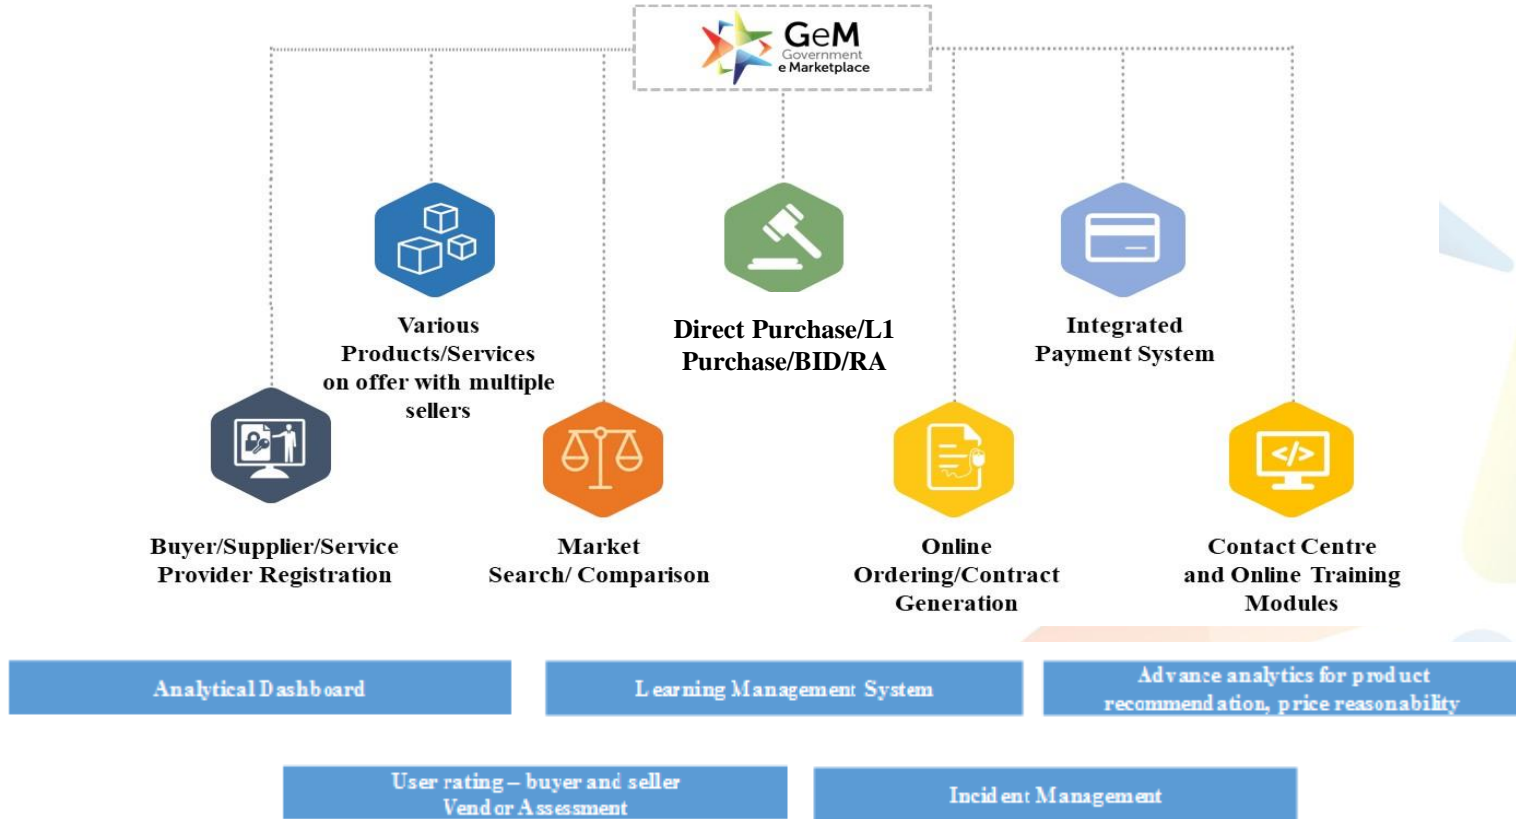 GeM
Government
e Marketplace
Various
Products/Services
on offer with multiple
sellers
Direct Purchase/L1
Purchase/BID/RA
Integrated
Payment System
Buyer/Supplier/Service
Provider Registration
Market
Search/ Comparison
Online
Ordering/Contract
Generation
</>
Contact Centre
and Online Training
Modules
Analytical Dashboard
Learning Management System
Advance analytics for product
recommendation, price reasonability
User rating – buyer and seller
Vendor Assessment
Incident Management